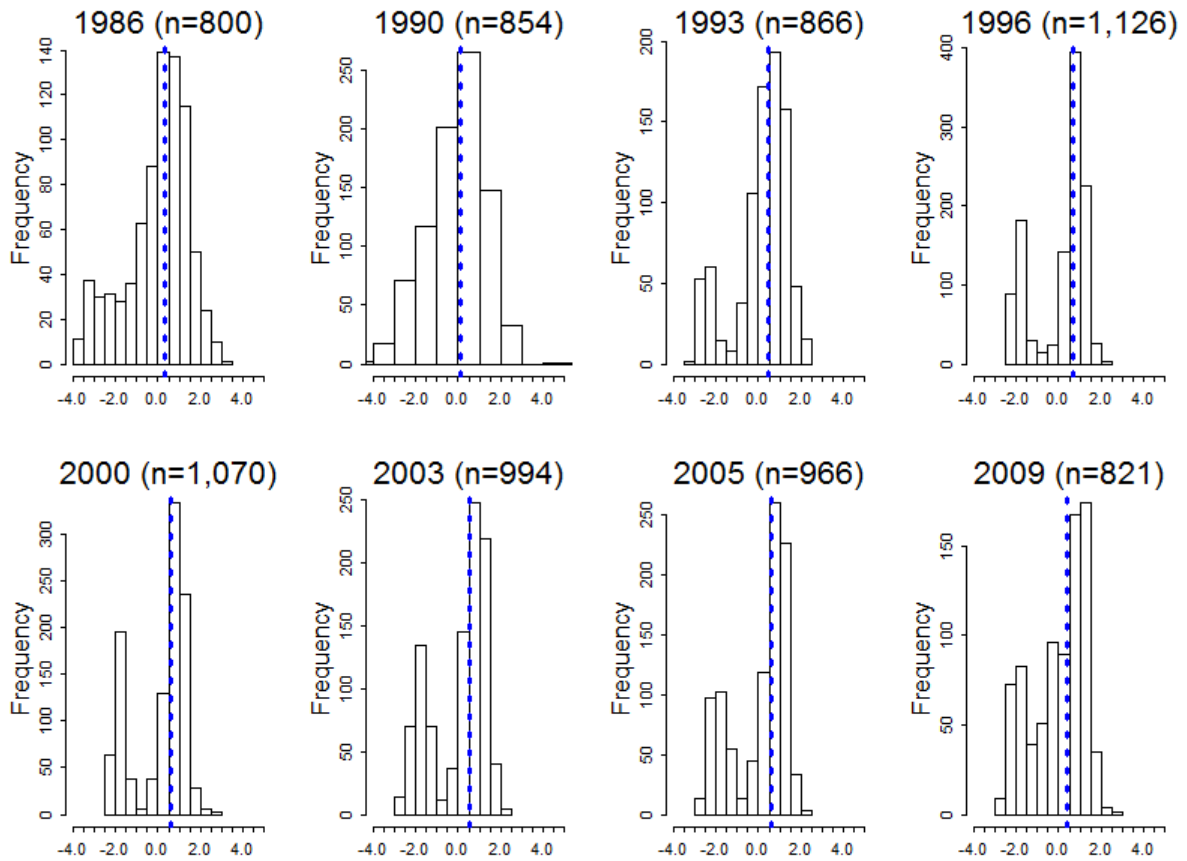 1986 (n=800)
Frequency
0 20 40 60 80 100 120 140
-4.0 -2.0 0.0 2.0 4.0
1990 (n=854)
Frequency
0 50 100 150 200 250
-4.0 -2.0 0.0 2.0 4.0
1993 (n=866)
Frequency
0 50 100 150 200
-4.0 -2.0 0.0 2.0 4.0
1996 (n=1,126)
Frequency
0 100 200 300 400
-4.0 -2.0 0.0 2.0 4.0
2000 (n=1,070)
Frequency
0 50 100 150 200 250 300
-4.0 -2.0 0.0 2.0 4.0
2003 (n=994)
Frequency
0 50 100 150 200 250
-4.0 -2.0 0.0 2.0 4.0
2005 (n=966)
Frequency
0 50 100 150 200 250
-4.0 -2.0 0.0 2.0 4.0
2009 (n=821)
Frequency
0 50 100 150
-4.0 -2.0 0.0 2.0 4.0